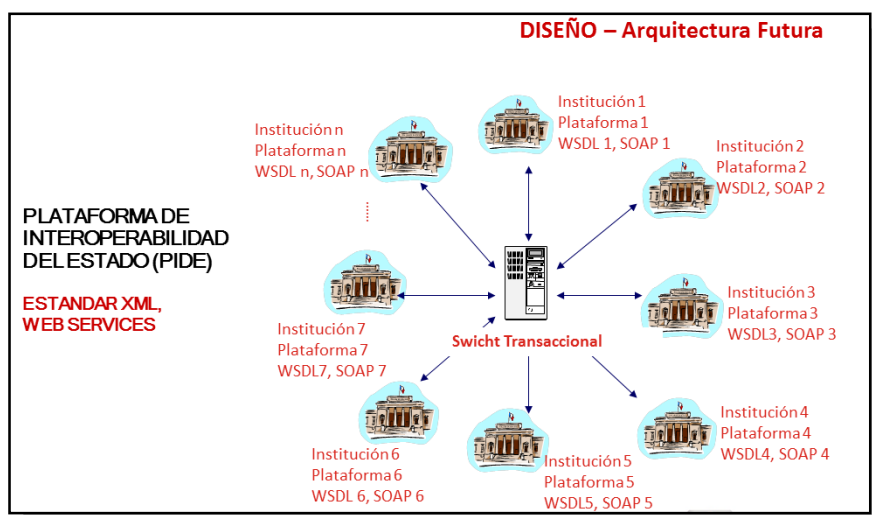 DISEÑO – Arquitectura Futura
Institución 1
Plataforma 1
WSDL 1, SOAP 1
Institución n
Plataforma n
WSDL n, SOAP n
Institución 2
Plataforma 2
WSDL2, SOAP 2
PLATAFORMA DE
INTEROPERABILIDAD
DEL ESTADO (PIDE)
ESTANDAR XML,
WEB SERVICES
Institución 3
Plataforma 3
WSDL3, SOAP 3
Institución 7
Plataforma 7
WSDL7, SOAP 7
Swicht Transaccional
Institución 4
Plataforma 4
WSDL4, SOAP 4
Institución 6
Plataforma 6
WSDL 6, SOAP 6
Institución 5
Plataforma 5
WSDL5, SOAP 5